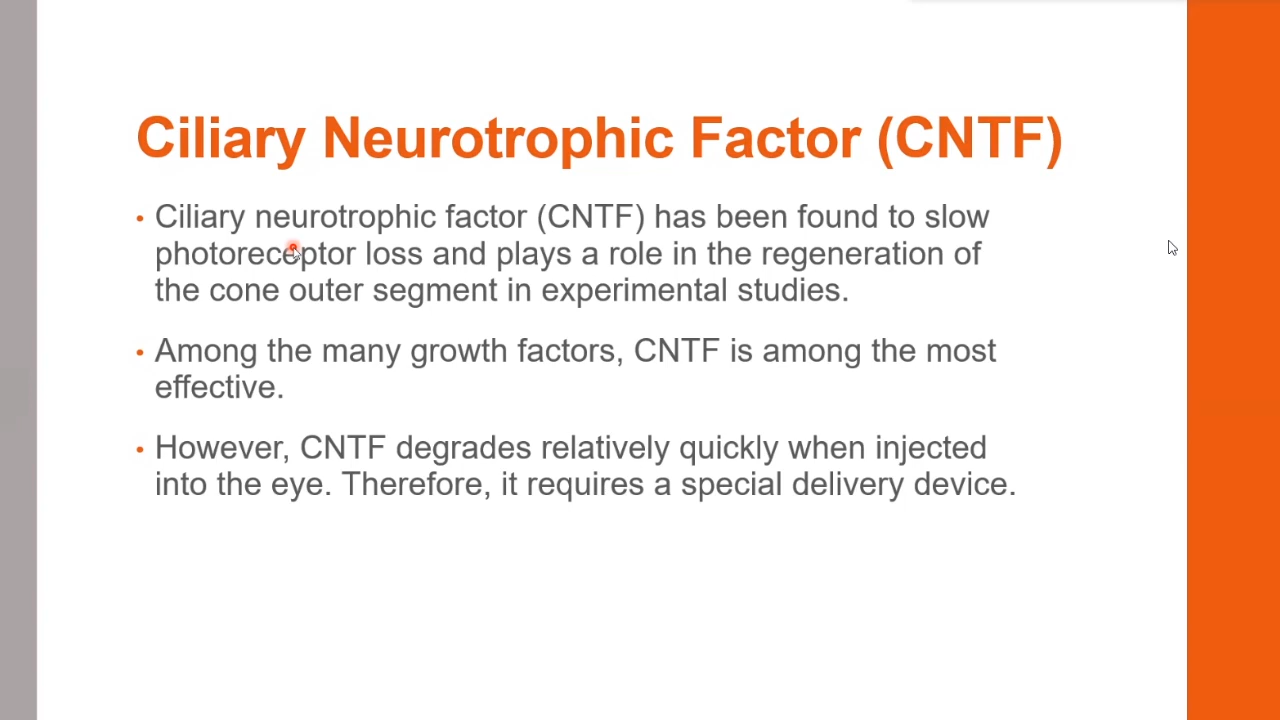 Ciliary Neurotrophic Factor (CNTF)
• Ciliary neurotrophic factor (CNTF) has been found to slow
photoreceptor loss and plays a role in the regeneration of
the cone outer segment in experimental studies.
• Among the many growth factors, CNTF is among the most
effective.
• However, CNTF degrades relatively quickly when injected
into the eye. Therefore, it requires a special delivery device.